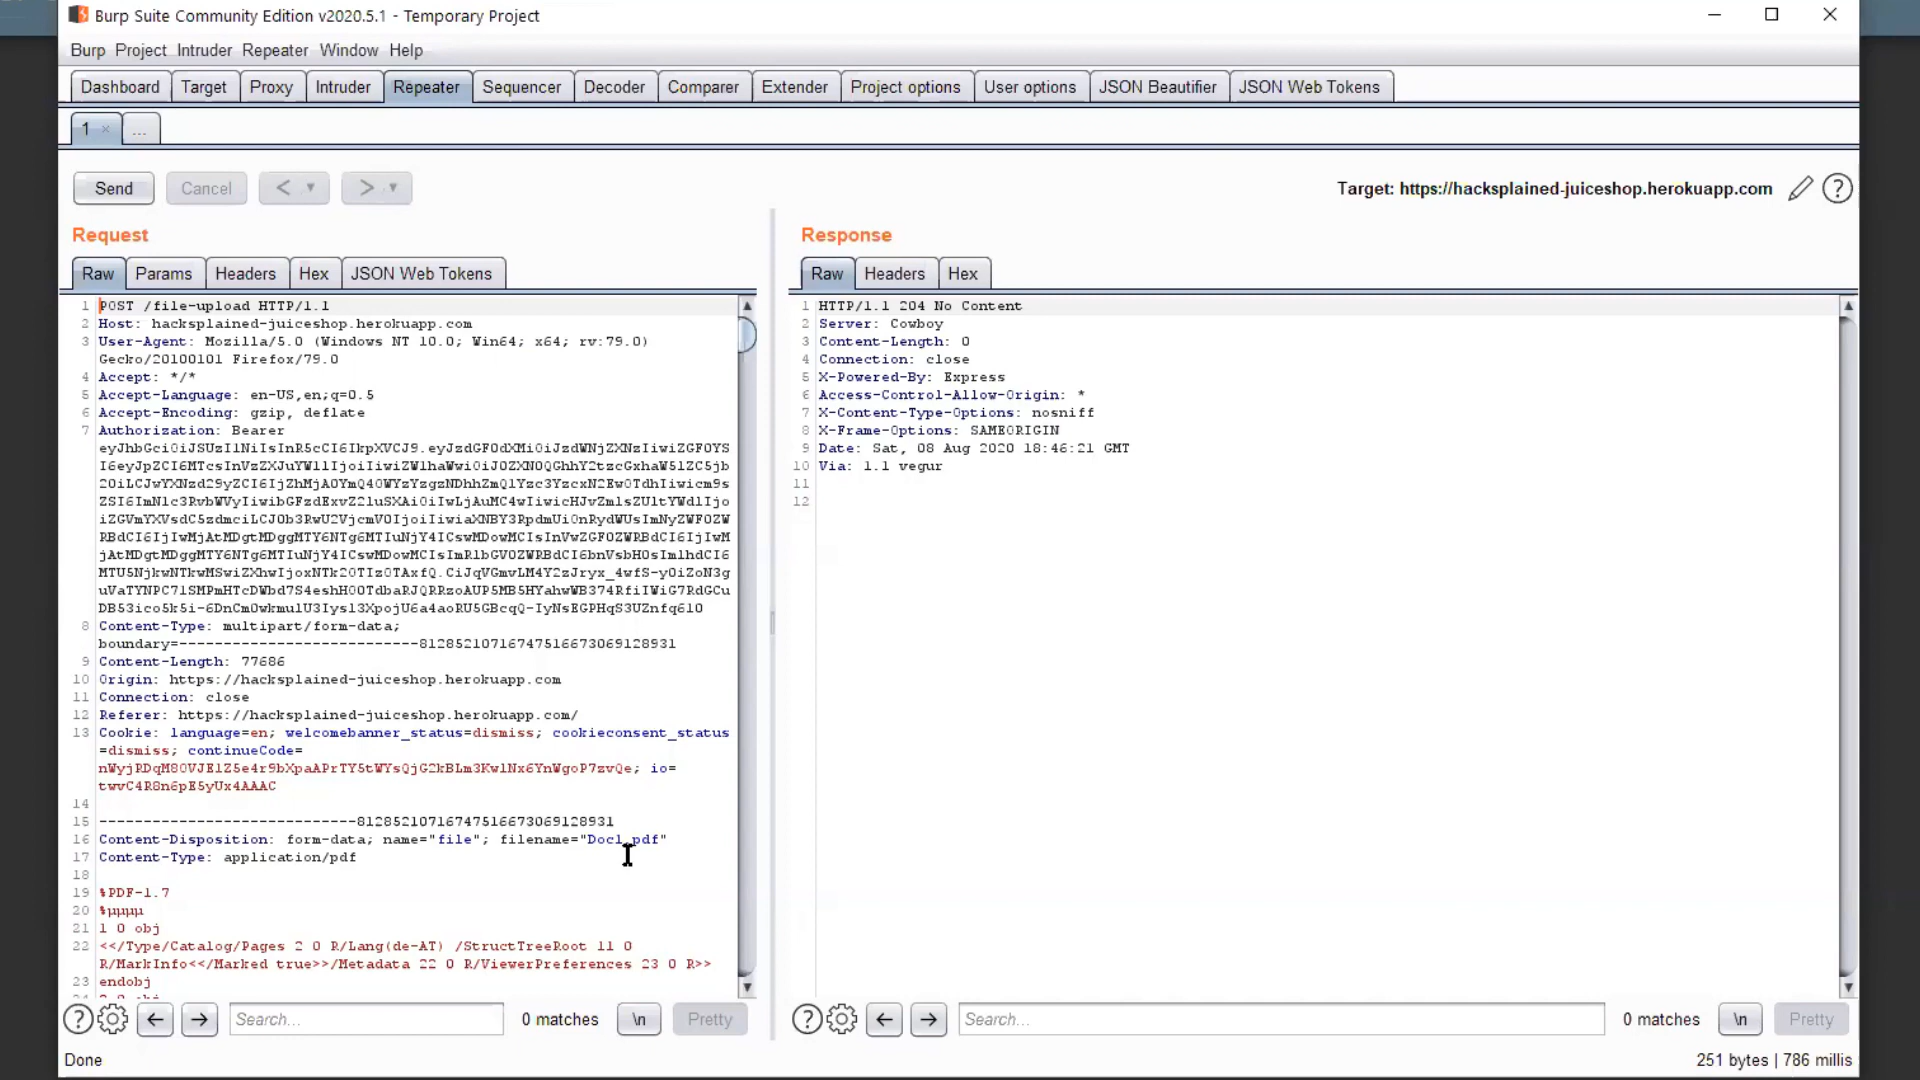 Burp Suite Community Edition v2020.5.1 - Temporary Project
Burp Project Intruder Repeater Window Help
Dashboard Target Proxy Intruder Repeater Sequencer Decoder Comparer Extender Project options User options JSON Beautifier JSON Web Tokens
1 × ...
Send Cancel < ▼ > ▼ Target: https://hacksplained-juiceshop.herokuapp.com ?
Request
Raw Params Headers Hex JSON Web Tokens
1 POST /file-upload HTTP/1.1
2 Host: hacksplained-juiceshop.herokuapp.com
3 User-Agent: Mozilla/5.0 (Windows NT 10.0; Win64; x64; rv:79.0)
Gecko/20100101 Firefox/79.0
4 Accept: */*
5 Accept-Language: en-US,en;q=0.5
6 Accept-Encoding: gzip, deflate
7 Authorization: Bearer
8 Content-Type: multipart/form-data;
boundary=---------------------------81285210716747516673069128931
9 Content-Length: 77686
10 Origin: https://hacksplained-juiceshop.herokuapp.com
11 Connection: close
12 Referer: https://hacksplained-juiceshop.herokuapp.com/
13 Cookie: language=en; welcomebanner_status=dismiss; cookieconsent_status
=dismiss; continueCode=
io=
14
15 -----------------------------81285210716747516673069128931
16 Content-Disposition: form-data; name="file"; filename="Doc1.pdf"
17 Content-Type: application/pdf
18
19 %PDF-1.7
20 %µµµµ
21 1 0 obj
22 <</Type/Catalog/Pages 2 0 R/Lang(de-AT) /StructTreeRoot 11 0
R/MarkInfo<</Marked true>>/Metadata 22 0 R/ViewerPreferences 23 0 R>>
23 endobj
? Search... 0 matches \n Pretty
Response
Raw Headers Hex
1 HTTP/1.1 204 No Content
2 Server: Cowboy
3 Content-Length: 0
4 Connection: close
5 X-Powered-By: Express
6 Access-Control-Allow-Origin: *
7 X-Content-Type-Options: nosniff
8 X-Frame-Options: SAMEORIGIN
9 Date: Sat, 08 Aug 2020 18:46:21 GMT
10 Via: 1.1 vegur
11
12
? Search... 0 matches \n Pretty
Done 251 bytes | 786 millis